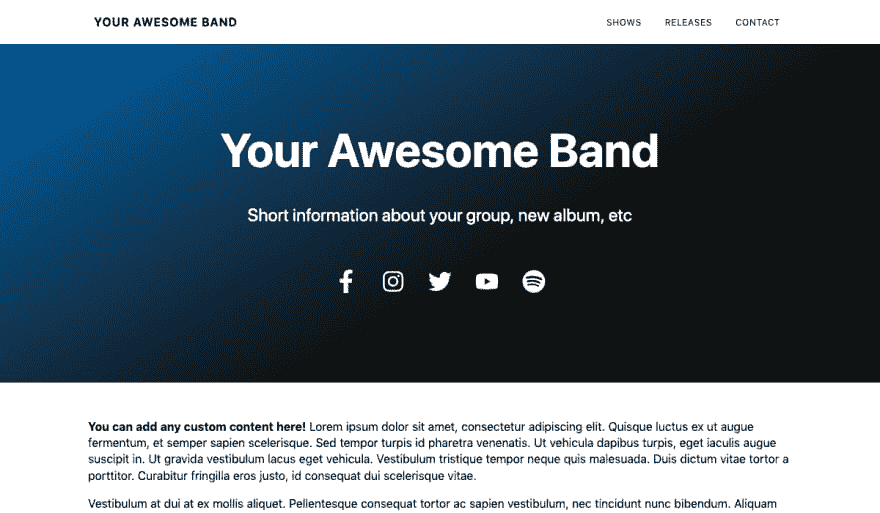 YOUR AWESOME BAND
SHOWS RELEASES CONTACT
Your Awesome Band
Short information about your group, new album, etc
You can add any custom content here! Lorem ipsum dolor sit amet, consectetur adipiscing elit. Quisque luctus ex ut augue
fermentum, et semper sapien scelerisque. Sed tempor turpis id pharetra venenatis. Ut vehicula dapibus turpis, eget iaculis augue
suscipit in. Ut gravida vestibulum lacus eget vehicula. Vestibulum tristique tempor neque quis malesuada. Duis dictum vitae tortor a
porttitor. Curabitur fringilla eros justo, id consequat dui scelerisque vitae.
Vestibulum at dui at ex mollis aliquet. Pellentesque consequat tortor ac sapien vestibulum, nec tincidunt nunc bibendum. Aliquam